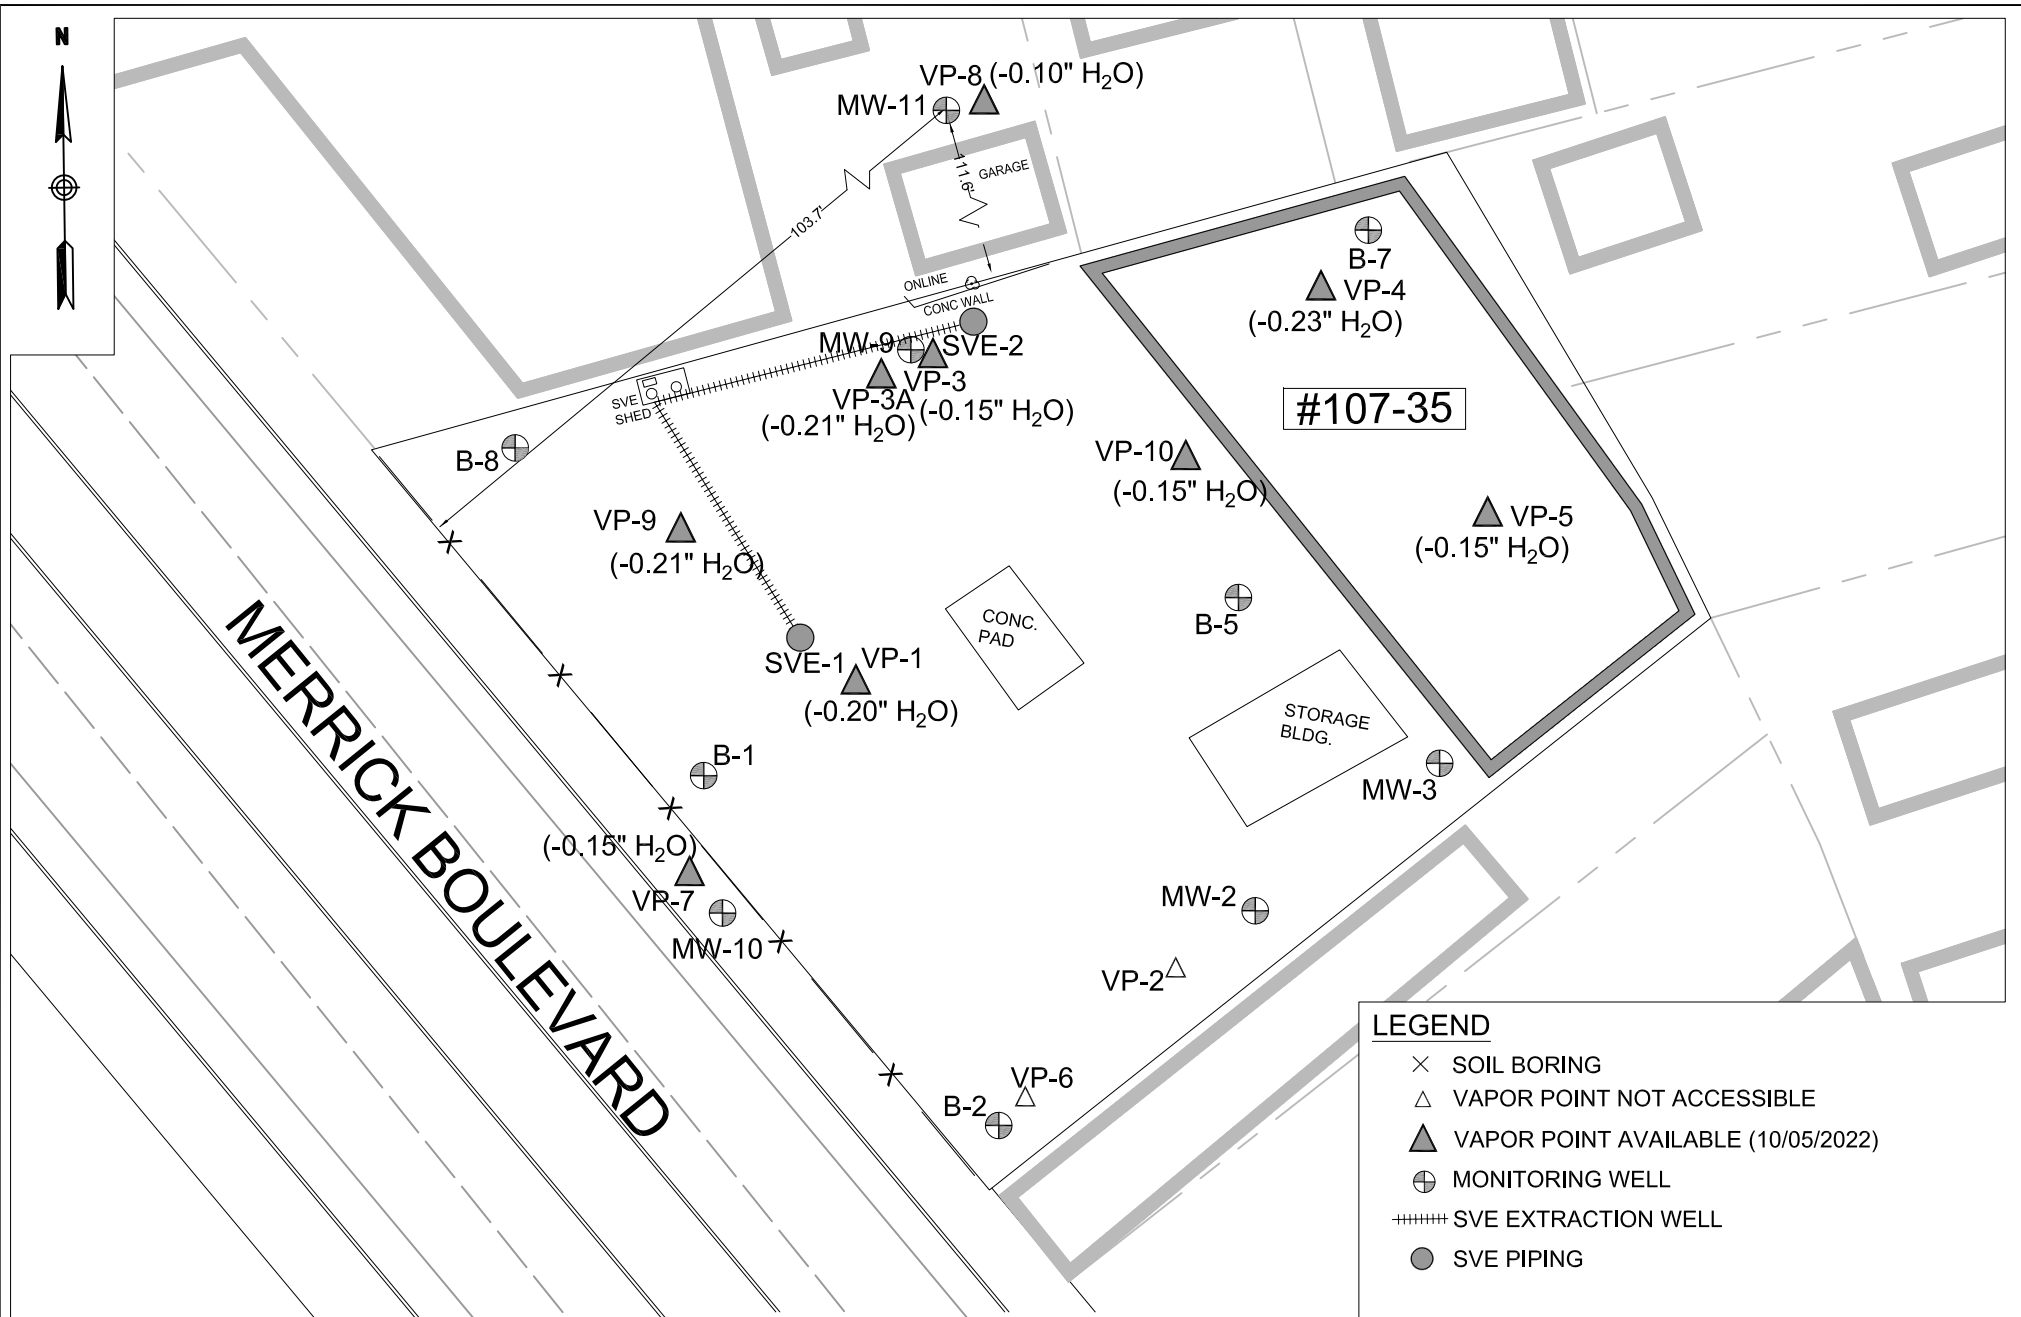 N
VP-8 (-0.10" H₂O)
MW-11
111.6'
GARAGE
103.7'
B-7
VP-4
(-0.23" H₂O)
ONLINE
CONC WALL
MW-9
SVE-2
VP-3
VP-3A
(-0.15" H₂O)
(-0.21" H₂O)
SVE
SHED
#107-35
B-8
VP-10
(-0.15" H₂O)
VP-9
(-0.21" H₂O)
VP-5
(-0.15" H₂O)
CONC.
PAD
B-5
SVE-1
VP-1
(-0.20" H₂O)
STORAGE
BLDG.
B-1
MW-3
(-0.15" H₂O)
VP-7
MW-10
MERRICK BOULEVARD
MW-2
VP-2
VP-6
B-2
LEGEND
SOIL BORING
VAPOR POINT NOT ACCESSIBLE
VAPOR POINT AVAILABLE (10/05/2022)
MONITORING WELL
SVE EXTRACTION WELL
SVE PIPING